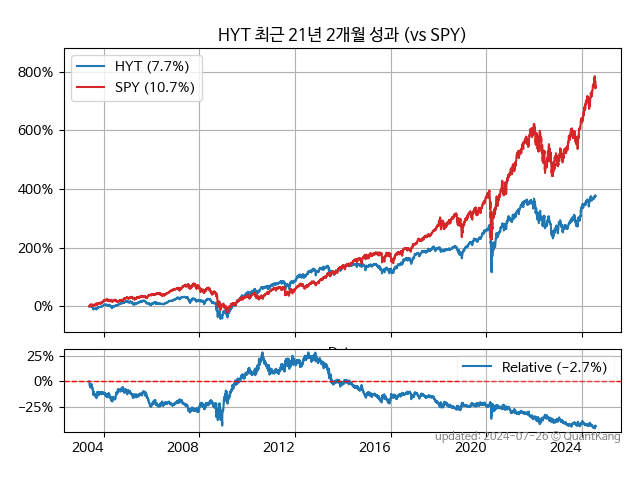 HYT 최근 21년 2개월 성과 (vs SPY)
HYT (7.7%)
SPY (10.7%)
800%
600%
400%
200%
0%
25%
0%
−25%
Relative (−2.7%)
2004 2008 2012 2016 2020 2024
updated: 2024-07-26 © QuantKang